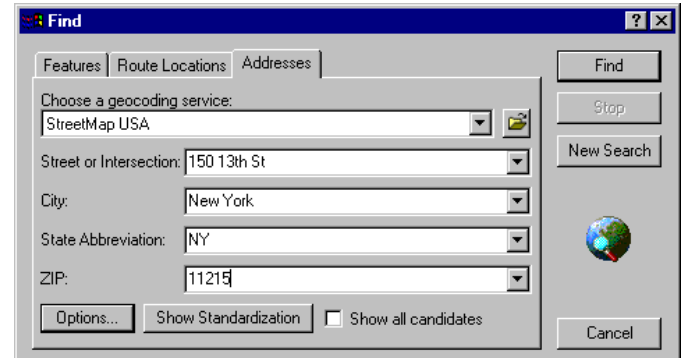 Find
Features Route Locations Addresses
Find
Choose a geocoding service:
StreetMap USA
Stop
Street or Intersection: 150 13th St
New Search
City: New York
State Abbreviation: NY
ZIP: 11215
Options... Show Standardization Show all candidates
Cancel